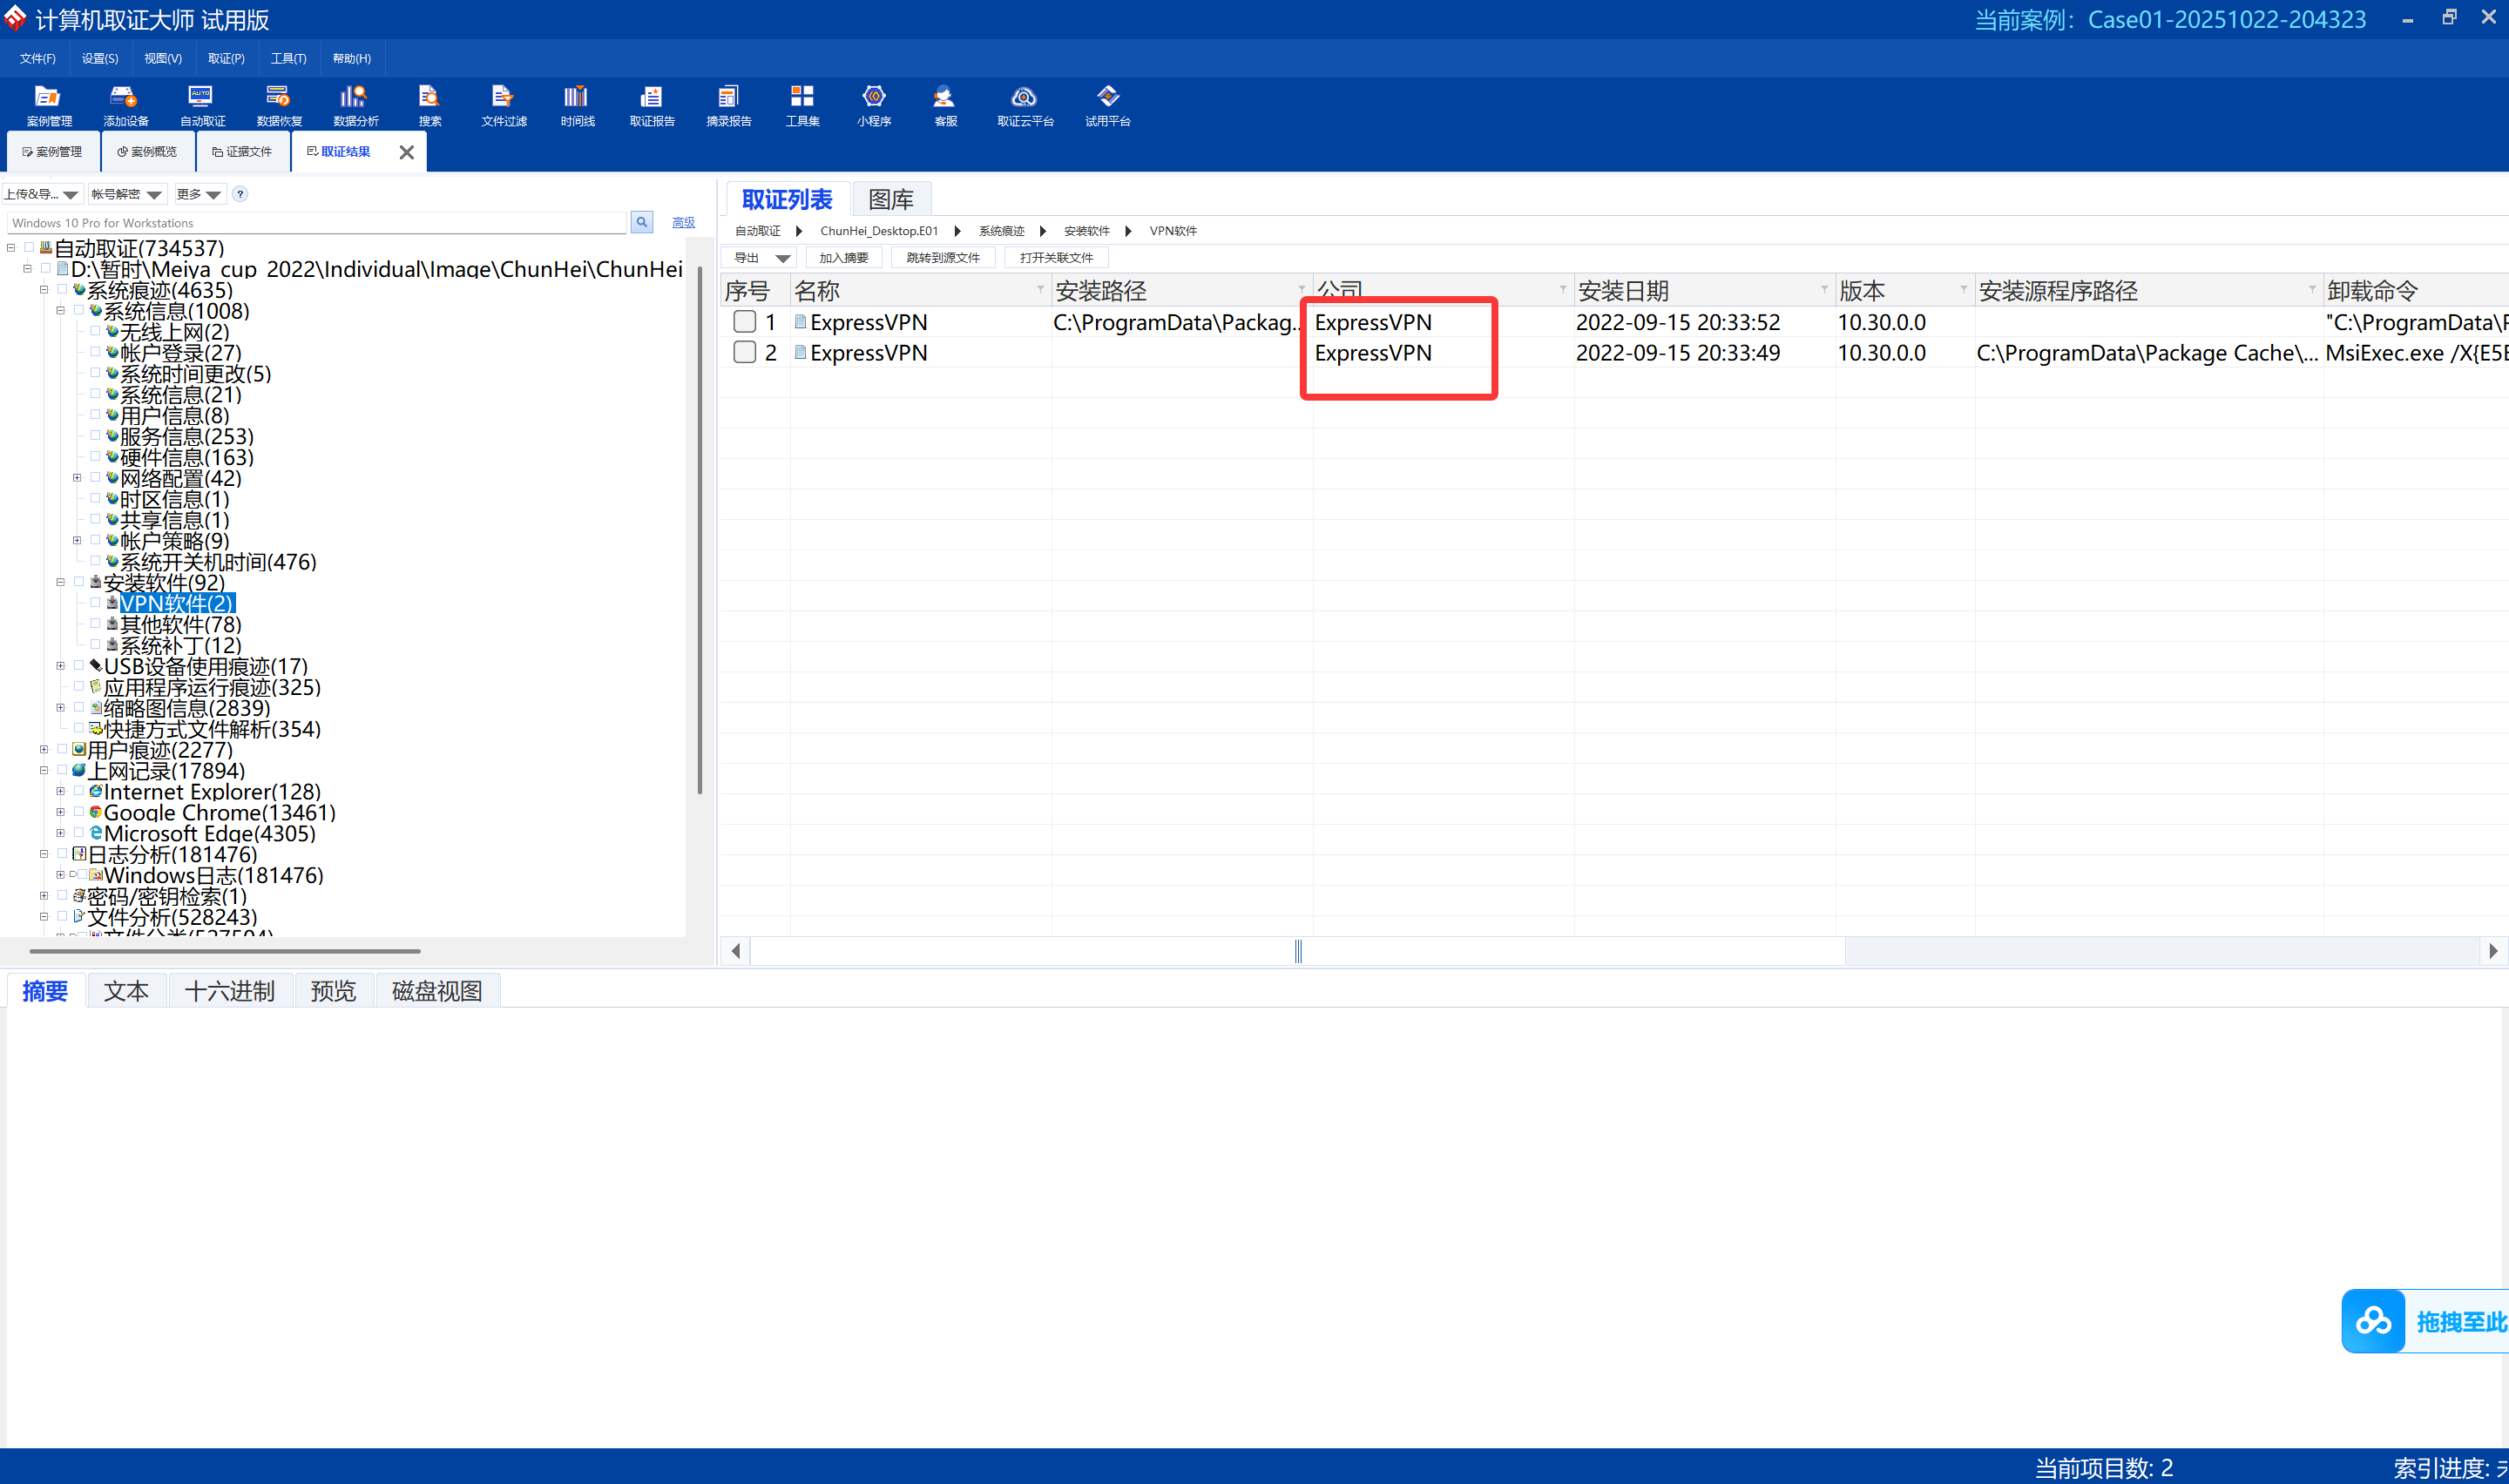 计算机取证大师 试用版
当前案例：Case01-20251022-204323
文件(F) 设置(S) 视图(V) 取证(P) 工具(T) 帮助(H)
案例管理 添加设备 自动取证 数据恢复 数据分析 搜索 文件过滤 时间线 取证报告 摘录报告 工具集 小程序 客服 取证云平台 试用平台
案例管理 案例概览 证据文件 取证结果
上传&导... 帐号解密 更多 ?
Windows 10 Pro for Workstations 高级
自动取证(734537)
D:\暂时\Meiya_cup_2022\Individual\Image\ChunHei\ChunHei
系统痕迹(4635)
系统信息(1008)
无线上网(2)
帐户登录(27)
系统时间更改(5)
系统信息(21)
用户信息(8)
服务信息(253)
硬件信息(163)
网络配置(42)
时区信息(1)
共享信息(1)
帐户策略(9)
系统开关机时间(476)
安装软件(92)
VPN软件(2)
其他软件(78)
系统补丁(12)
USB设备使用痕迹(17)
应用程序运行痕迹(325)
缩略图信息(2839)
快捷方式文件解析(354)
用户痕迹(2277)
上网记录(17894)
Internet Explorer(128)
Google Chrome(13461)
Microsoft Edge(4305)
日志分析(181476)
Windows日志(181476)
密码/密钥检索(1)
文件分析(528243)
文件分类(527504)
取证列表 图库
自动取证 ChunHei_Desktop.E01 系统痕迹 安装软件 VPN软件
导出 加入摘要 跳转到源文件 打开关联文件
序号 名称 安装路径 公司 安装日期 版本 安装源程序路径 卸载命令
1 ExpressVPN C:\ProgramData\Packag... ExpressVPN 2022-09-15 20:33:52 10.30.0.0 "C:\ProgramData\P
2 ExpressVPN ExpressVPN 2022-09-15 20:33:49 10.30.0.0 C:\ProgramData\Package Cache\... MsiExec.exe /X{E5E
摘要 文本 十六进制 预览 磁盘视图
拖拽至此
当前项目数: 2 索引进度: